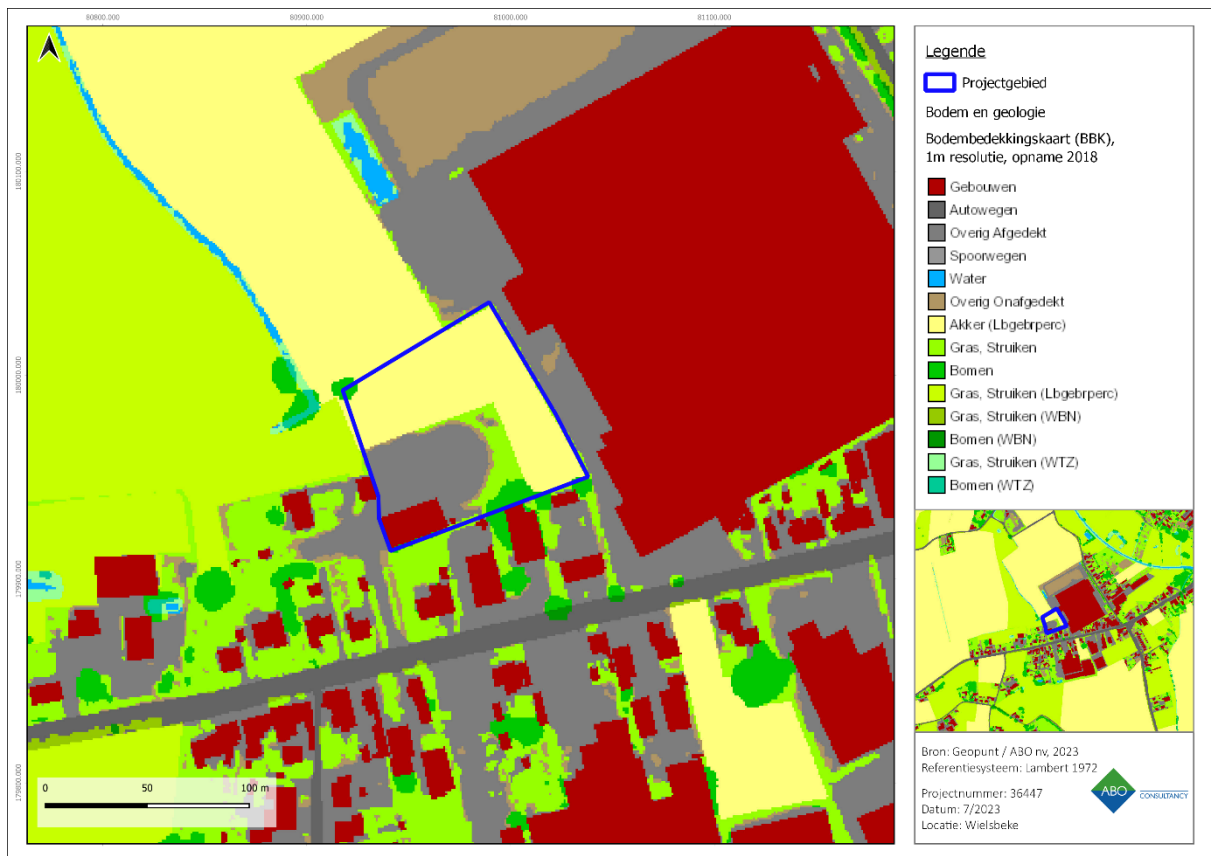 80800.000
80900.000
81000.000
81100.000
180100.000
180000.000
179900.000
179800.000
0
50
100 m
Legende
Projectgebied
Bodem en geologie
Bodembedekkingskaart (BBK),
1m resolutie, opname 2018
Gebouwen
Autowegen
Overig Afgedekt
Spoorwegen
Water
Overig Onafgedekt
Akker (Lbgebrperc)
Gras, Struiken
Bomen
Gras, Struiken (Lbgebrperc)
Gras, Struiken (WBN)
Bomen (WBN)
Gras, Struiken (WTZ)
Bomen (WTZ)
Bron: Geopunt / ABO nv, 2023
Referentiesysteem: Lambert 1972
Projectnummer: 36447
Datum: 7/2023
Locatie: Wielsbeke
ABO
CONSULTANCY